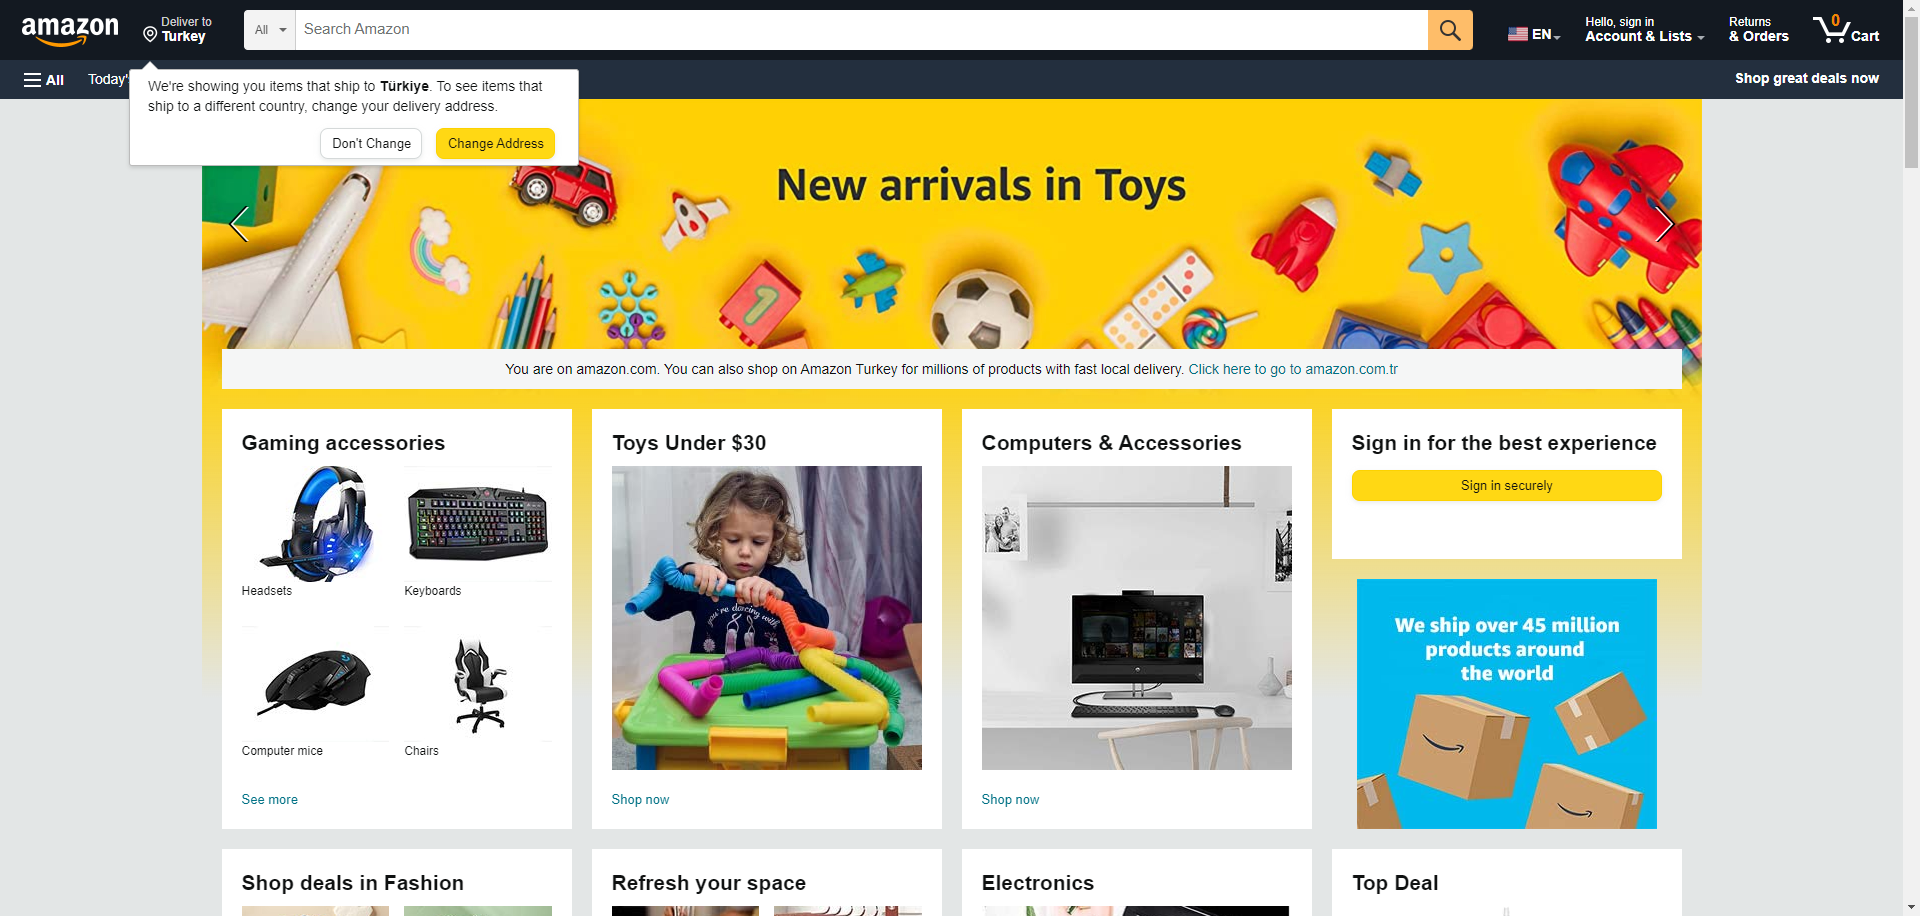 amazon
Deliver to
Turkey
All
Search Amazon
EN
Hello, sign in
Account & Lists
Returns
& Orders
0
Cart
All
Today's
Shop great deals now
We're showing you items that ship to Türkiye. To see items that
ship to a different country, change your delivery address.
Don't Change
Change Address
New arrivals in Toys
1
You are on amazon.com. You can also shop on Amazon Turkey for millions of products with fast local delivery. Click here to go to amazon.com.tr
Gaming accessories
Headsets
Keyboards
Computer mice
Chairs
See more
Toys Under $30
you're dancing with
Shop now
Computers & Accessories
Shop now
Sign in for the best experience
Sign in securely
We ship over 45 million
products around
the world
Shop deals in Fashion
Refresh your space
Electronics
Top Deal